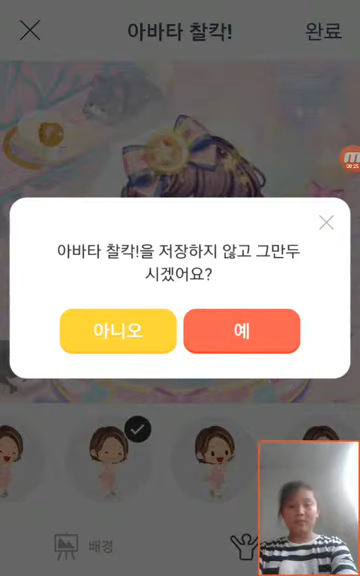 아바타 찰칵!
완료
아바타 찰칵!을 저장하지 않고 그만두
시겠어요?
아니오
예
배경